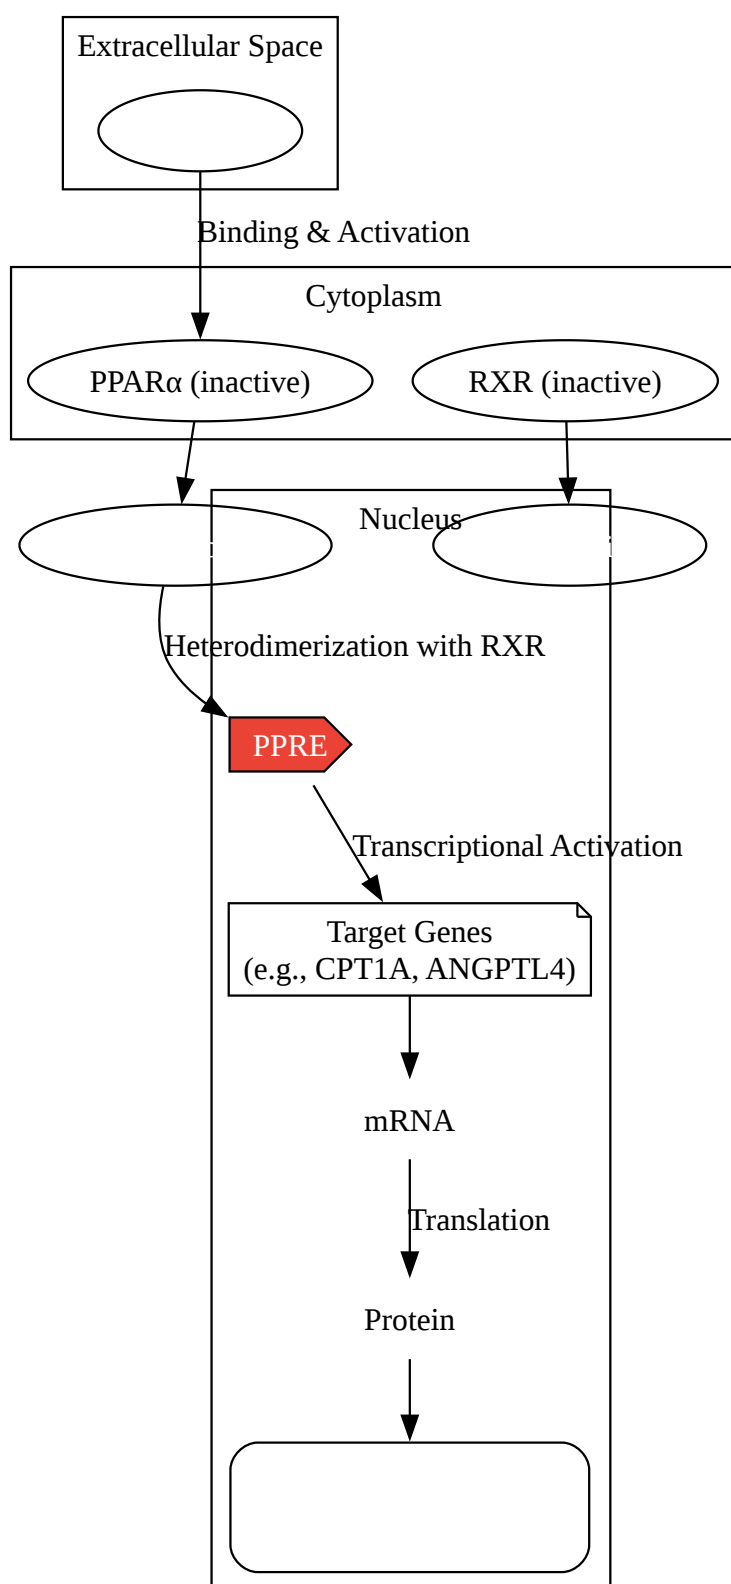 Extracellular Space
Binding & Activation
Cytoplasm
PPARα (inactive)
RXR (inactive)
Nucleus
Heterodimerization with RXR
PPRE
Transcriptional Activation
Target Genes
(e.g., CPT1A, ANGPTL4)
mRNA
Translation
Protein